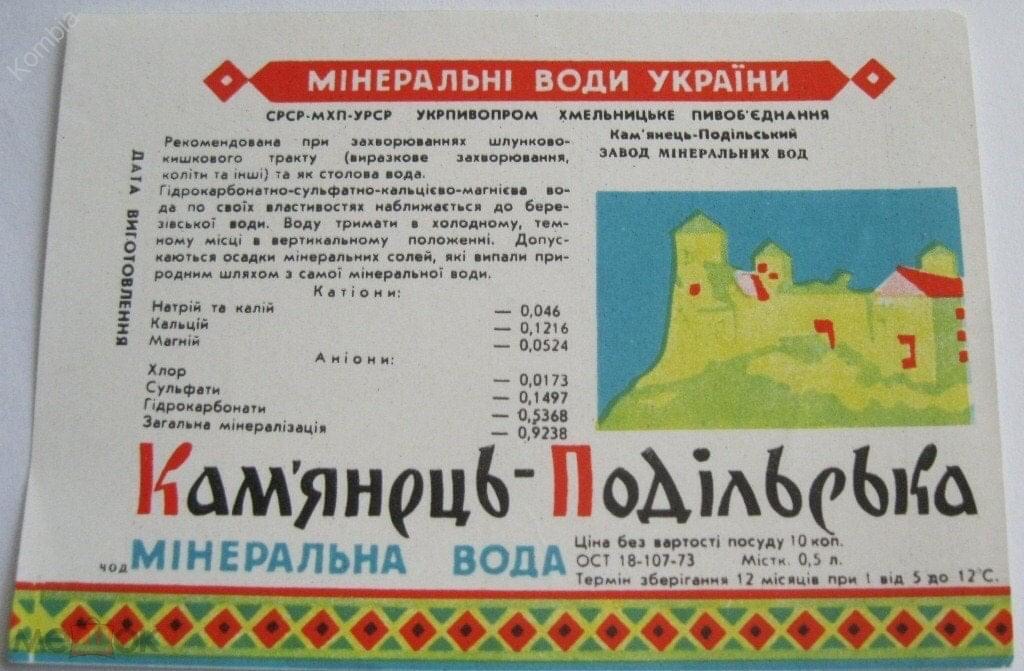 Kombia
МІНЕРАЛЬНІ ВОДИ УКРАЇНИ
СРСР-МХП-УРСР УКРПИВОПРОМ ХМЕЛЬНИЦЬКЕ ПИВОБ'ЄДНАННЯ
Кам'янець-Подільський
ЗАВОД МІНЕРАЛЬНИХ ВОД
ДАТА ВИГОТОВЛЕННЯ
Рекомендована при захворюваннях шлунково-
кишкового тракту (виразкове захворювання,
коліти та інші) та як столова вода.
Гідрокарбонатно-сульфатно-кальцієво-магнієва во-
да по своїх властивостях наближається до бере-
зівської води. Воду тримати в холодному, тем-
ному місці в вертикальному положенні. Допус-
каються осадки мінеральних солей, які випали при-
родним шляхом з самої мінеральної води.
Катіони:
Натрій та калій — 0,046
Кальцій — 0,1216
Магній — 0,0524
Аніони:
Хлор — 0,0173
Сульфати — 0,1497
Гідрокарбонати — 0,5368
Загальна мінералізація — 0,9238
Кам'янець-Подільська
чод МІНЕРАЛЬНА ВОДА
Ціна без вартості посуду 10 коп.
ОСТ 18-107-73 Містк. 0,5 л.
Термін зберігання 12 місяців при t від 5 до 12°С.
МЕШОК